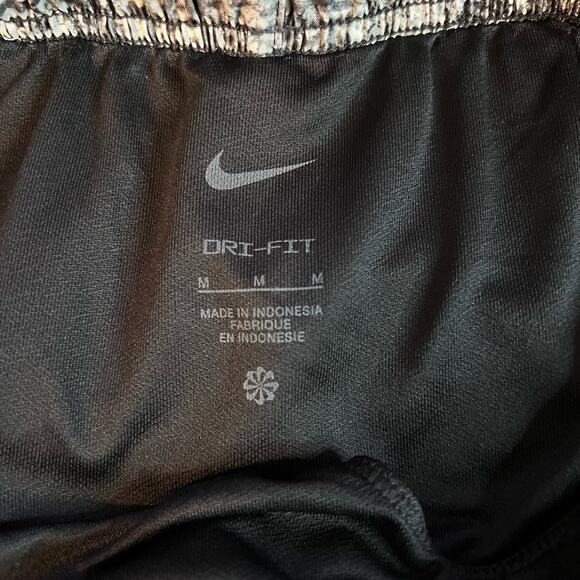 DRI-FIT
M M M
MADE IN INDONESIA
FABRIQUE
EN INDONESIE